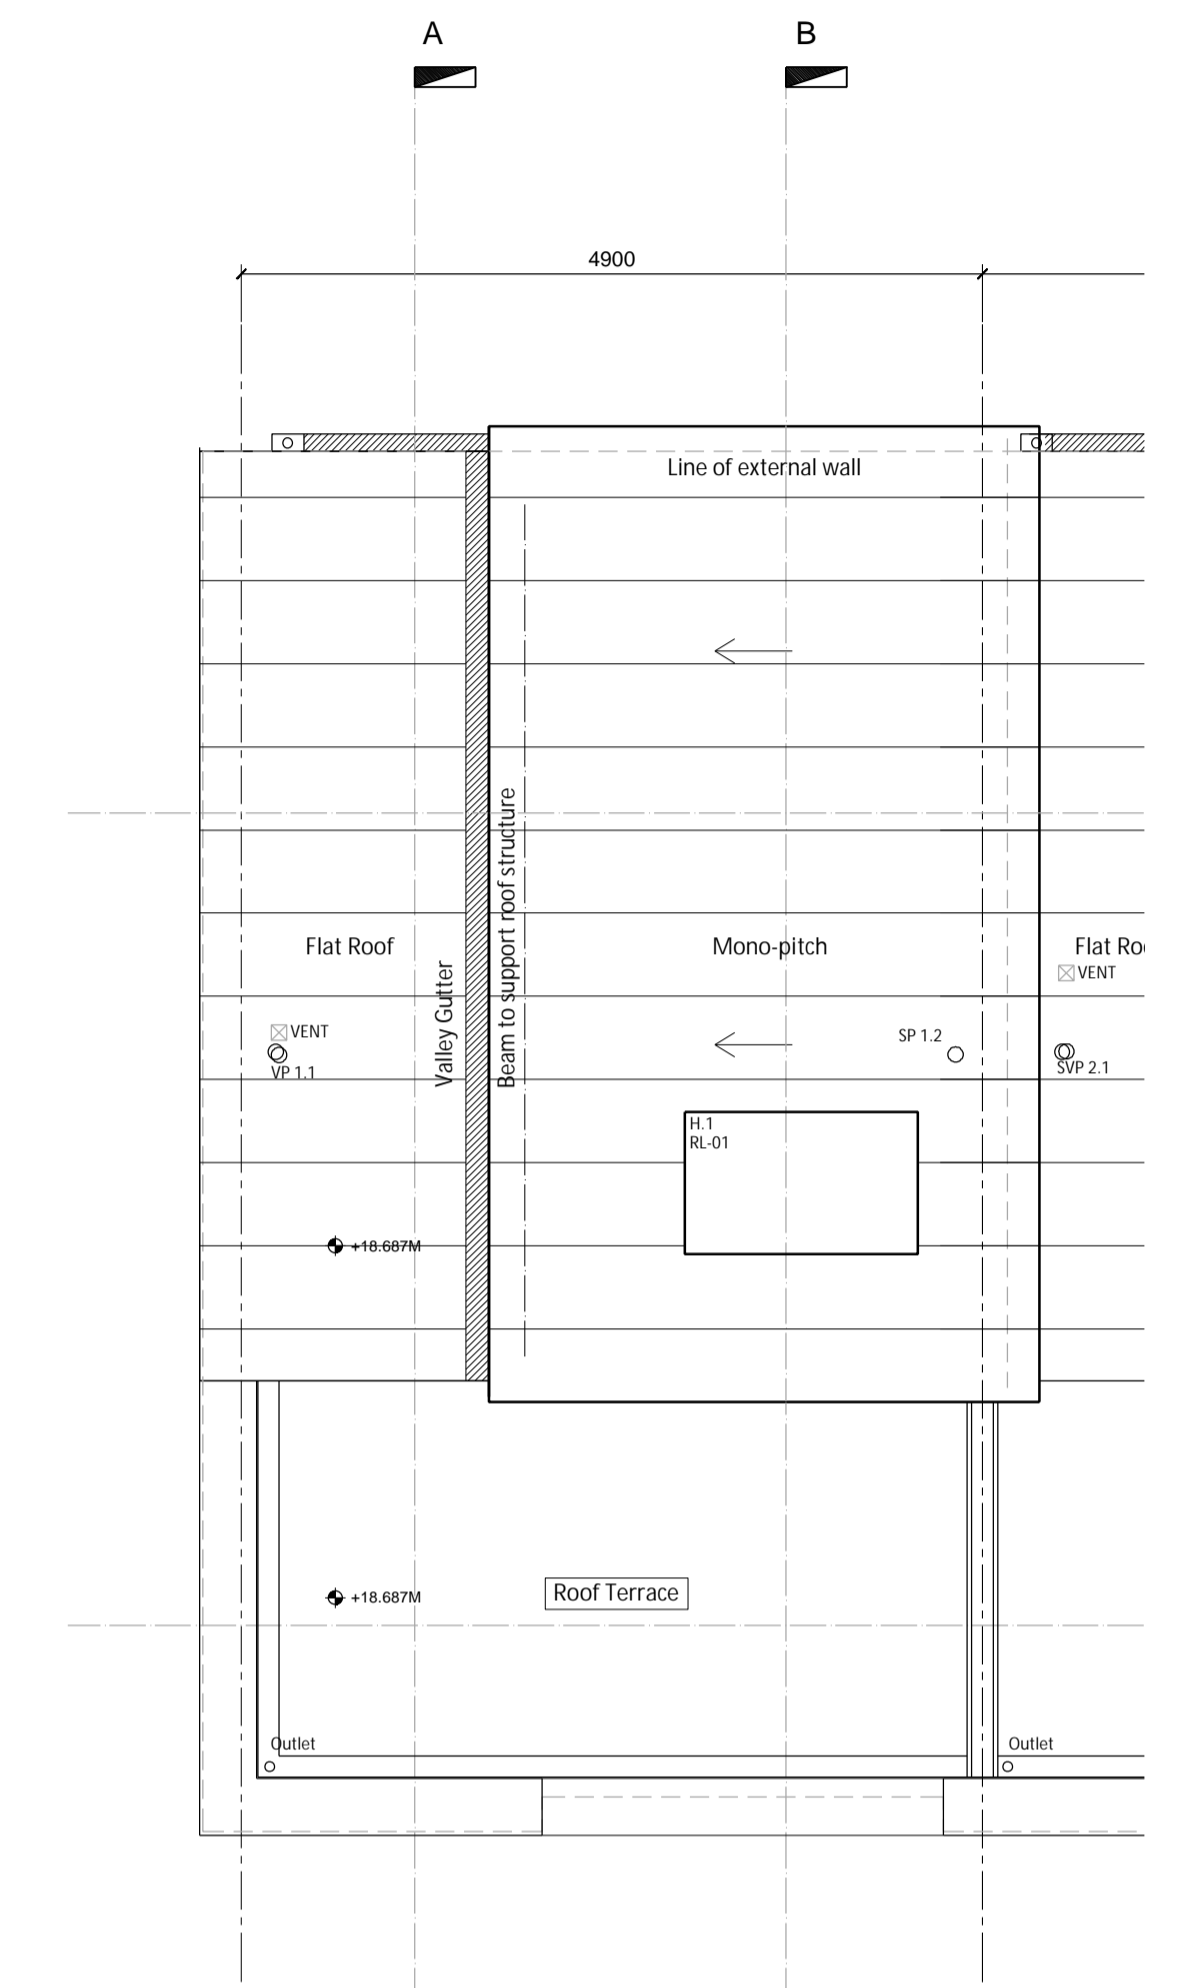 A
B
4900
Line of external wall
Beam to support roof structure
Flat Roof
Mono-pitch
Flat Roo
VENT
Valley Gutter
VENT
SP 1.2
VP 1.1
SVP 2.1
H.1
RL-01
+18.687M
+18.687M
Roof Terrace
Outlet
Outlet